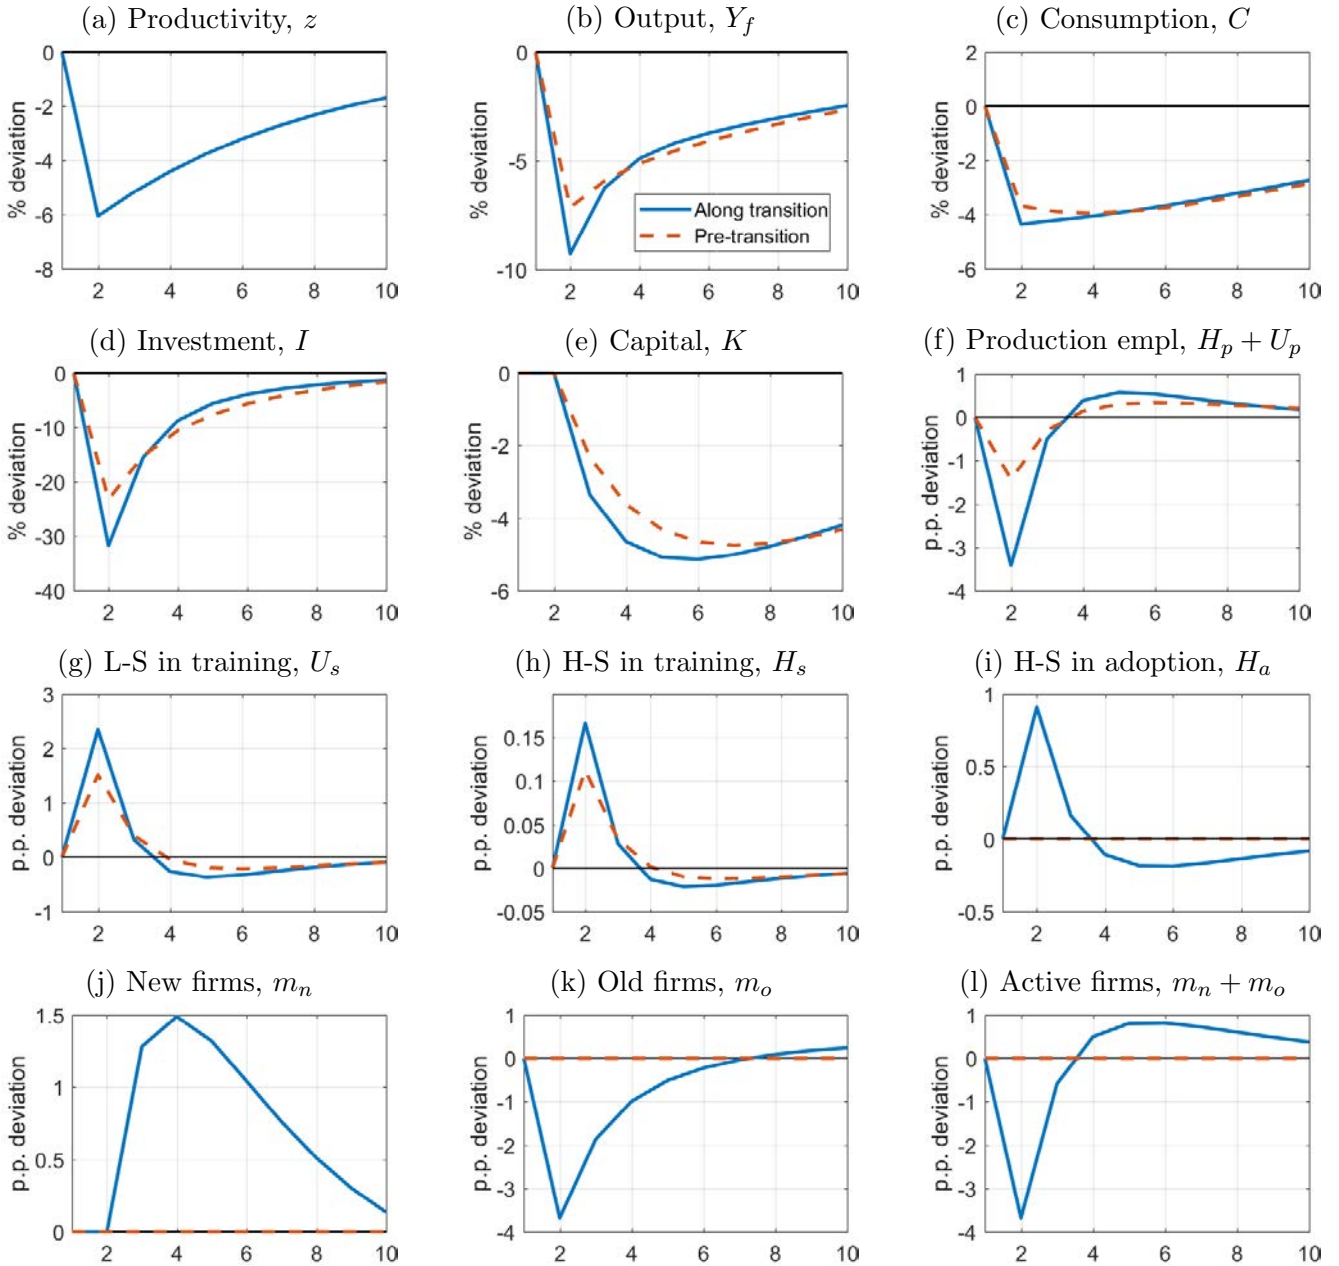 (a) Productivity, z
(b) Output, Y_f
(c) Consumption, C
% deviation
0
-2
-4
-6
-8
2 4 6 8 10
% deviation
0
-5
-10
2 4 6 8 10
Along transition
Pre-transition
% deviation
2
0
-2
-4
-6
2 4 6 8 10
(d) Investment, I
(e) Capital, K
(f) Production empl, H_p + U_p
% deviation
0
-10
-20
-30
-40
2 4 6 8 10
% deviation
0
-2
-4
-6
2 4 6 8 10
p.p. deviation
1
0
-1
-2
-3
-4
2 4 6 8 10
(g) L-S in training, U_s
(h) H-S in training, H_s
(i) H-S in adoption, H_a
p.p. deviation
3
2
1
0
-1
2 4 6 8 10
p.p. deviation
0.15
0.1
0.05
0
-0.05
2 4 6 8 10
p.p. deviation
1
0.5
0
-0.5
2 4 6 8 10
(j) New firms, m_n
(k) Old firms, m_o
(l) Active firms, m_n + m_o
p.p. deviation
1.5
1
0.5
0
2 4 6 8 10
p.p. deviation
1
0
-1
-2
-3
-4
2 4 6 8 10
p.p. deviation
1
0
-1
-2
-3
-4
2 4 6 8 10